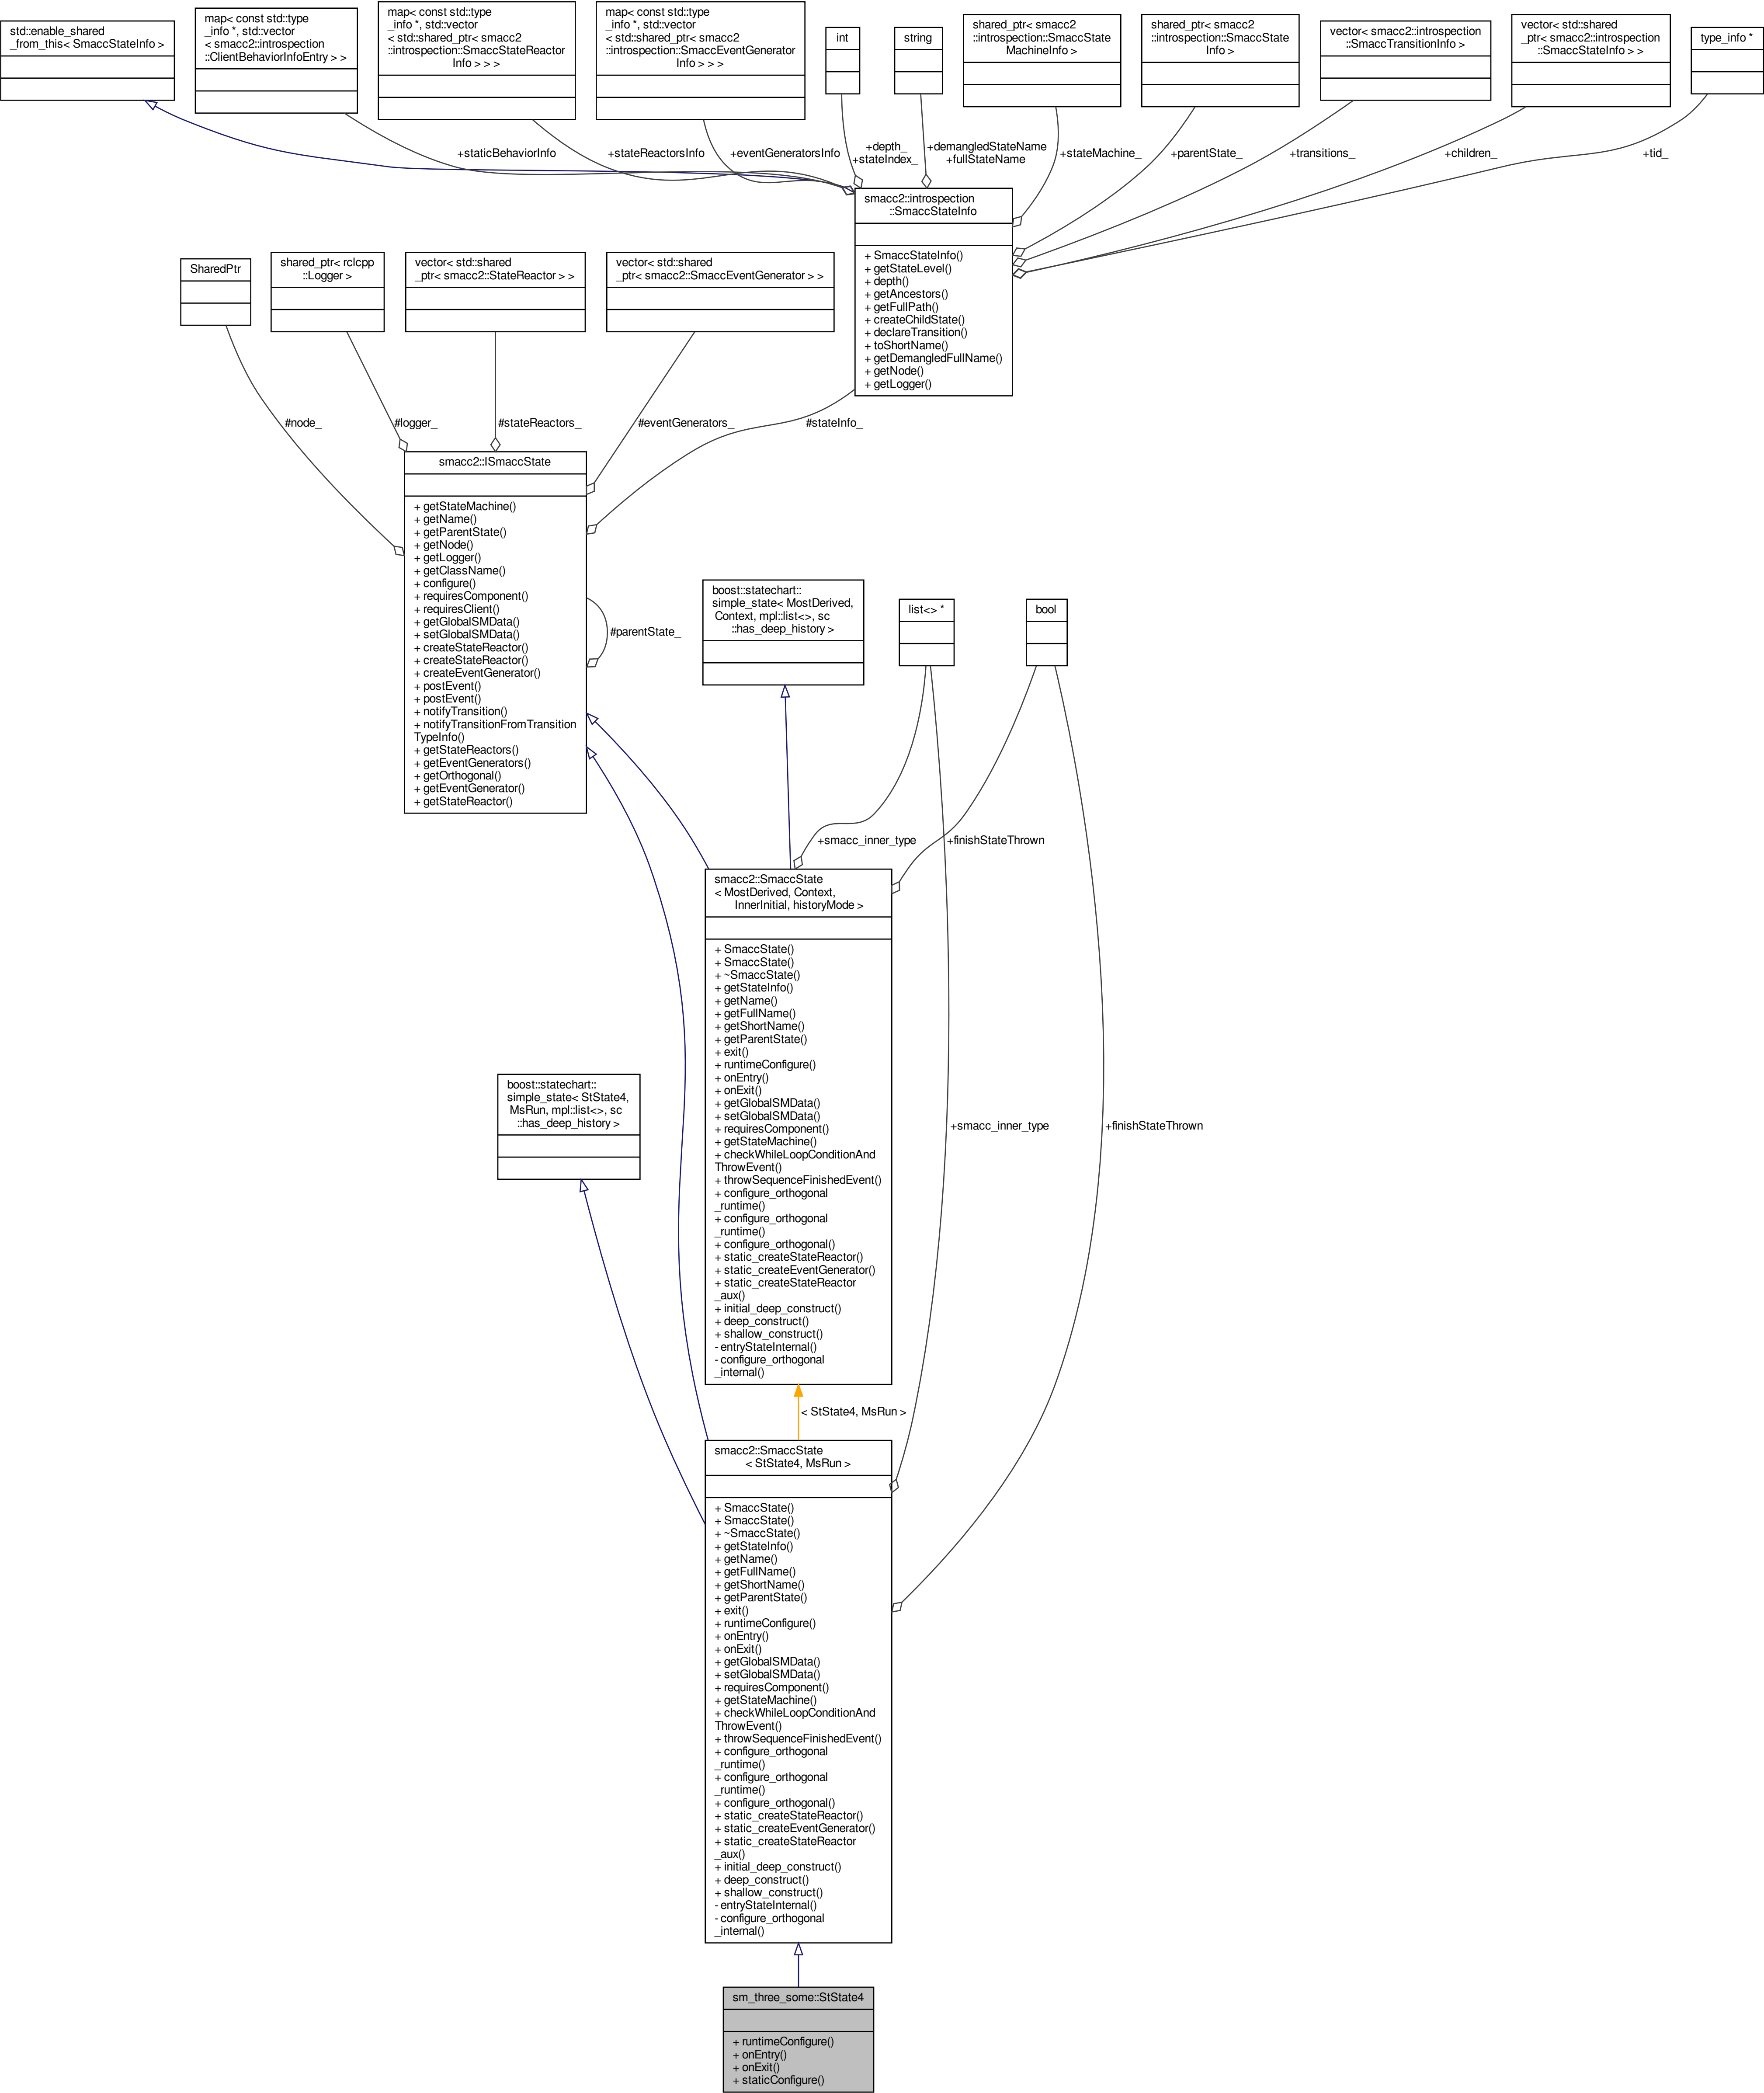 std::enable_shared
_from_this< SmaccStateInfo >
map< const std::type
_info *, std::vector
< smacc2::introspection
::ClientBehaviorInfoEntry > >
map< const std::type
_info *, std::vector
< std::shared_ptr< smacc2
::introspection::SmaccStateReactor
Info > > >
map< const std::type
_info *, std::vector
< std::shared_ptr< smacc2
::introspection::SmaccEventGenerator
Info > > >
int
string
shared_ptr< smacc2
::introspection::SmaccState
MachineInfo >
shared_ptr< smacc2
::introspection::SmaccState
Info >
vector< smacc2::introspection
::SmaccTransitionInfo >
vector< std::shared
_ptr< smacc2::introspection
::SmaccStateInfo > >
type_info *
+staticBehaviorInfo
+stateReactorsInfo
+eventGeneratorsInfo
+depth_
+stateIndex_
+demangledStateName
+fullStateName
+stateMachine_
+parentState_
+transitions_
+children_
+tid_
smacc2::introspection
::SmaccStateInfo
+ SmaccStateInfo()
+ getStateLevel()
+ depth()
+ getAncestors()
+ getFullPath()
+ createChildState()
+ declareTransition()
+ toShortName()
+ getDemangledFullName()
+ getNode()
+ getLogger()
SharedPtr
shared_ptr< rclcpp
::Logger >
vector< std::shared
_ptr< smacc2::StateReactor > >
vector< std::shared
_ptr< smacc2::SmaccEventGenerator > >
#node_
#logger_
#stateReactors_
#eventGenerators_
#stateInfo_
smacc2::ISmaccState
+ getStateMachine()
+ getName()
+ getParentState()
+ getNode()
+ getLogger()
+ getClassName()
+ configure()
+ requiresComponent()
+ requiresClient()
+ getGlobalSMData()
+ setGlobalSMData()
+ createStateReactor()
+ createStateReactor()
+ createEventGenerator()
+ postEvent()
+ postEvent()
+ notifyTransition()
+ notifyTransitionFromTransition
TypeInfo()
+ getStateReactors()
+ getEventGenerators()
+ getOrthogonal()
+ getEventGenerator()
+ getStateReactor()
#parentState_
boost::statechart::
simple_state< MostDerived,
Context, mpl::list<>, sc
::has_deep_history >
list<> *
bool
+smacc_inner_type
+finishStateThrown
smacc2::SmaccState
< MostDerived, Context,
InnerInitial, historyMode >
+ SmaccState()
+ SmaccState()
+ ~SmaccState()
+ getStateInfo()
+ getName()
+ getFullName()
+ getShortName()
+ getParentState()
+ exit()
+ runtimeConfigure()
+ onEntry()
+ onExit()
+ getGlobalSMData()
+ setGlobalSMData()
+ requiresComponent()
+ getStateMachine()
+ checkWhileLoopConditionAnd
ThrowEvent()
+ throwSequenceFinishedEvent()
+ configure_orthogonal
_runtime()
+ configure_orthogonal
_runtime()
+ configure_orthogonal()
+ static_createStateReactor()
+ static_createEventGenerator()
+ static_createStateReactor
_aux()
+ initial_deep_construct()
+ deep_construct()
+ shallow_construct()
- entryStateInternal()
- configure_orthogonal
_internal()
boost::statechart::
simple_state< StState4,
MsRun, mpl::list<>, sc
::has_deep_history >
+smacc_inner_type
+finishStateThrown
< StState4, MsRun >
smacc2::SmaccState
< StState4, MsRun >
+ SmaccState()
+ SmaccState()
+ ~SmaccState()
+ getStateInfo()
+ getName()
+ getFullName()
+ getShortName()
+ getParentState()
+ exit()
+ runtimeConfigure()
+ onEntry()
+ onExit()
+ getGlobalSMData()
+ setGlobalSMData()
+ requiresComponent()
+ getStateMachine()
+ checkWhileLoopConditionAnd
ThrowEvent()
+ throwSequenceFinishedEvent()
+ configure_orthogonal
_runtime()
+ configure_orthogonal
_runtime()
+ configure_orthogonal()
+ static_createStateReactor()
+ static_createEventGenerator()
+ static_createStateReactor
_aux()
+ initial_deep_construct()
+ deep_construct()
+ shallow_construct()
- entryStateInternal()
- configure_orthogonal
_internal()
sm_three_some::StState4
+ runtimeConfigure()
+ onEntry()
+ onExit()
+ staticConfigure()